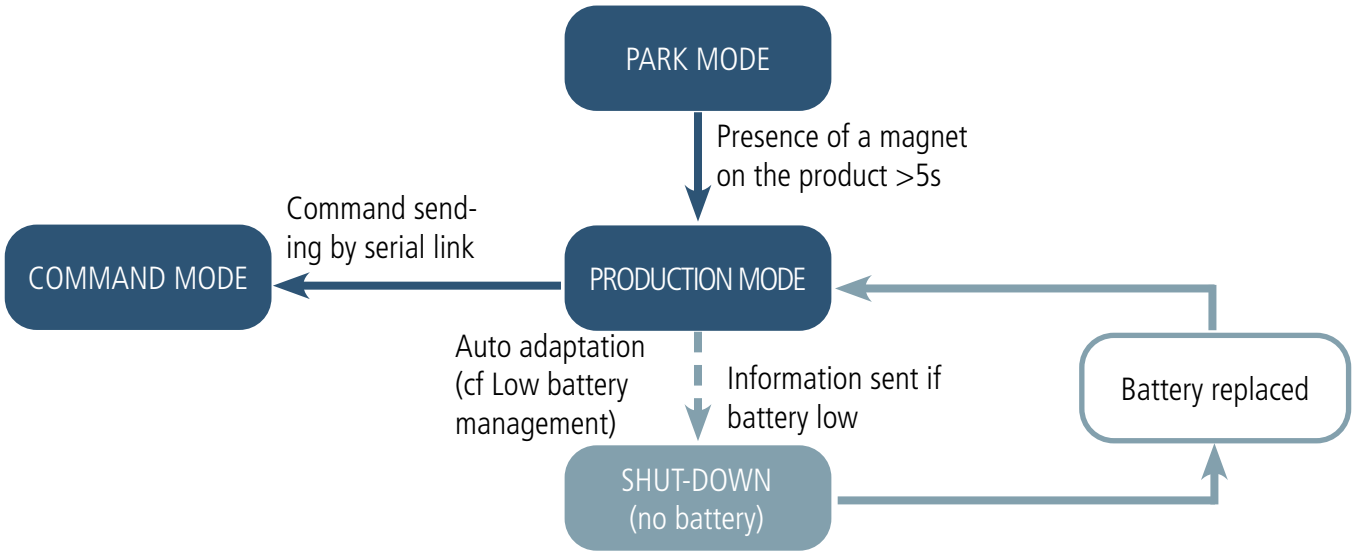 PARK MODE
Presence of a magnet
on the product >5s
Command send-
ing by serial link
COMMAND MODE
PRODUCTION MODE
Auto adaptation
(cf Low battery
management)
Information sent if
battery low
Battery replaced
SHUT-DOWN
(no battery)